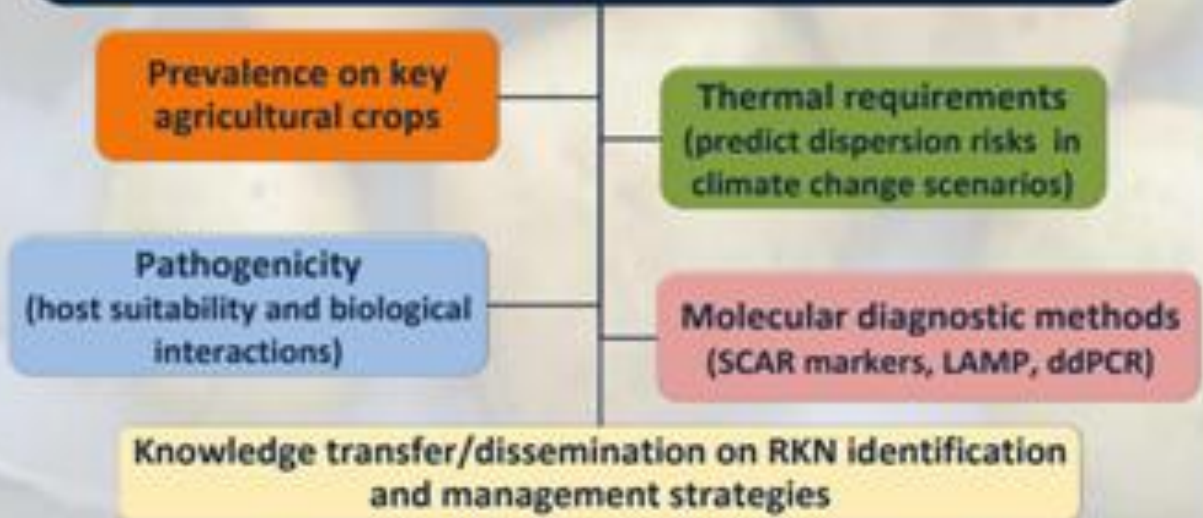 Prevalence on key
agricultural crops
Thermal requirements
(predict dispersion risks in
climate change scenarios)
Pathogenicity
(host suitability and biological
interactions)
Molecular diagnostic methods
(SCAR markers, LAMP, ddPCR)
Knowledge transfer/dissemination on RKN identification
and management strategies